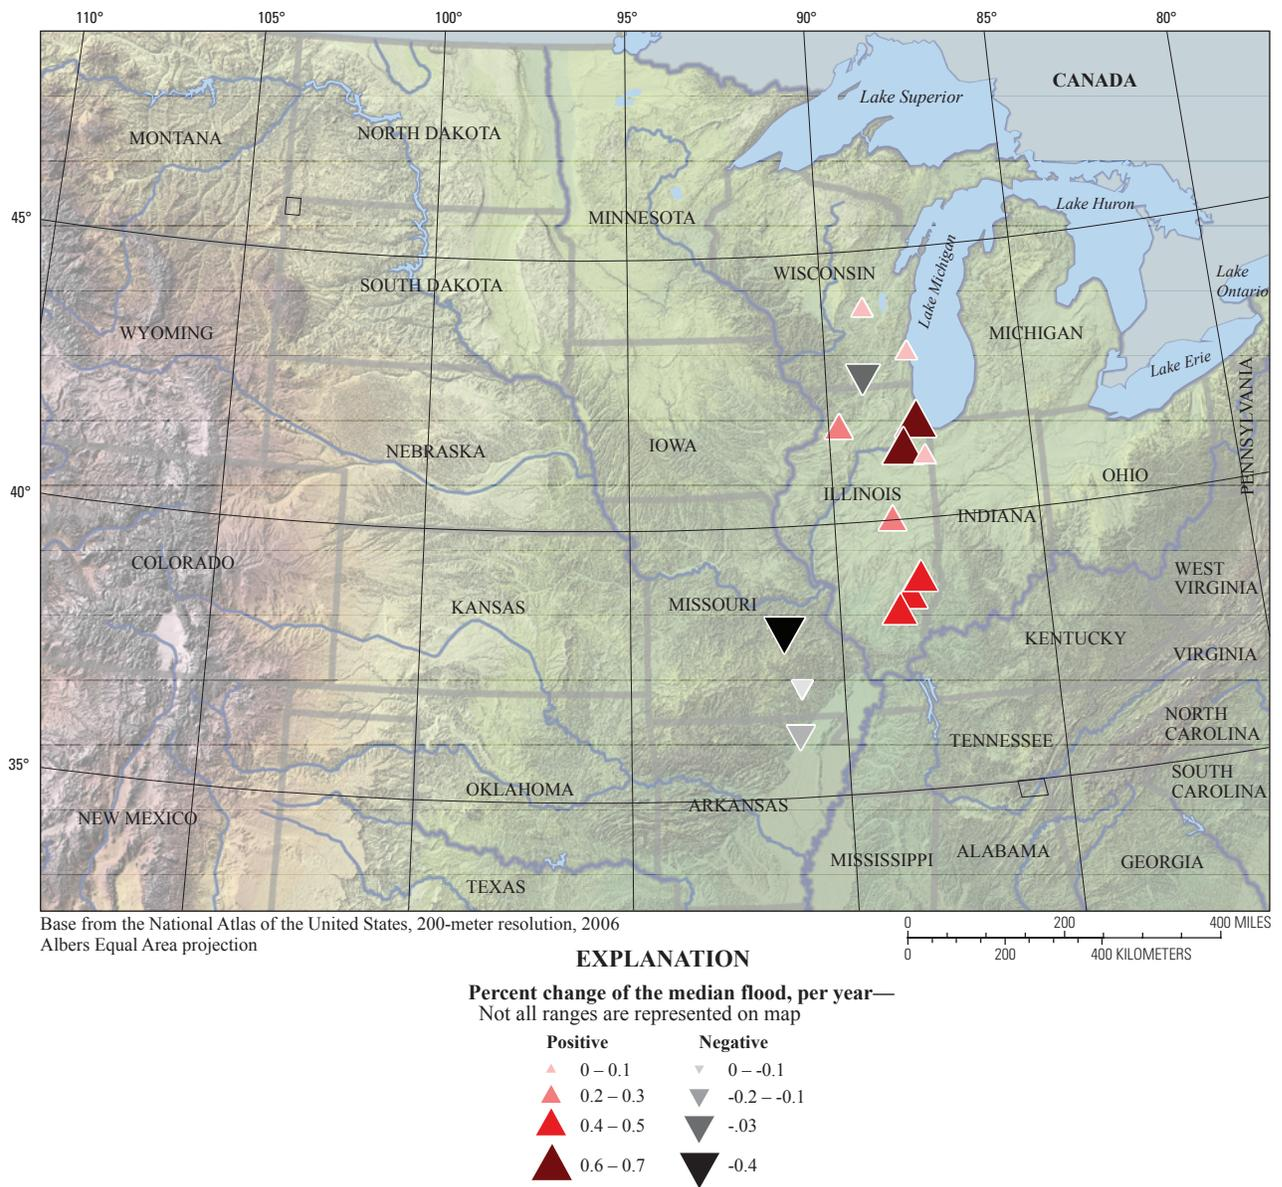 110°
105°
100°
95°
90°
85°
80°
CANADA
Lake Superior
MONTANA
NORTH DAKOTA
Lake Huron
45°
MINNESOTA
Lake Michigan
WISCONSIN
Lake
Ontario
SOUTH DAKOTA
WYOMING
MICHIGAN
Lake Erie
PENNSYLVANIA
NEBRASKA
IOWA
OHIO
40°
ILLINOIS
INDIANA
COLORADO
WEST
VIRGINIA
KANSAS
MISSOURI
KENTUCKY
VIRGINIA
NORTH
CAROLINA
TENNESSEE
35°
SOUTH
CAROLINA
OKLAHOMA
ARKANSAS
NEW MEXICO
MISSISSIPPI
ALABAMA
GEORGIA
TEXAS
Base from the National Atlas of the United States, 200-meter resolution, 2006
Albers Equal Area projection
0 200 400 MILES
0 200 400 KILOMETERS
EXPLANATION
Percent change of the median flood, per year—
Not all ranges are represented on map
Positive Negative
0 – 0.1 0 – -0.1
0.2 – 0.3 -0.2 – -0.1
0.4 – 0.5 -.03
0.6 – 0.7 -0.4